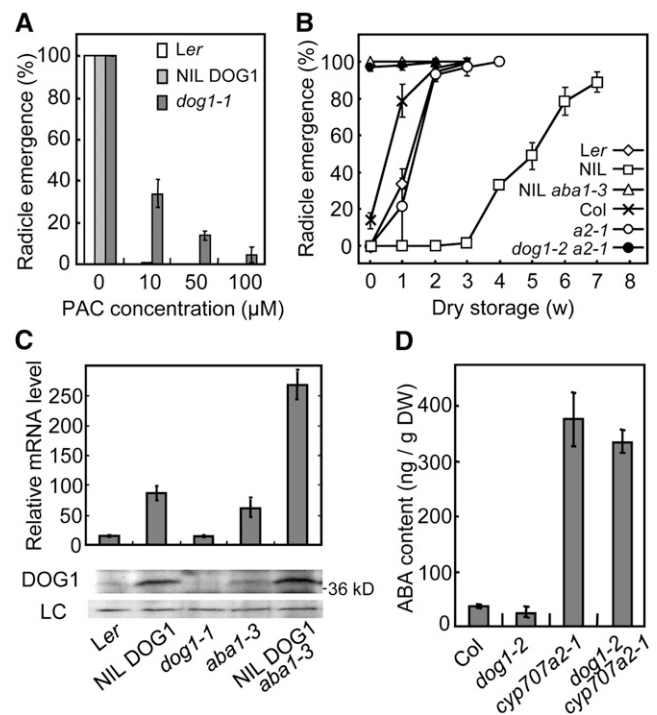 A
Radicle emergence (%)
100
80
60
40
20
0
Ler
NIL DOG1
dog1-1
0 10 50 100
PAC concentration (µM)
B
Radicle emergence (%)
100
80
60
40
20
0
Ler
NIL
NIL aba1-3
Col
a2-1
dog1-2 a2-1
0 1 2 3 4 5 6 7 8
Dry storage (w)
C
Relative mRNA level
250
200
150
100
50
0
DOG1
-36 kD
LC
Ler
NIL DOG1
dog1-1
aba1-3
NIL DOG1
aba1-3
D
ABA content (ng / g DW)
400
300
200
100
0
Col
dog1-2
cyp707a2-1
dog1-2
cyp707a2-1